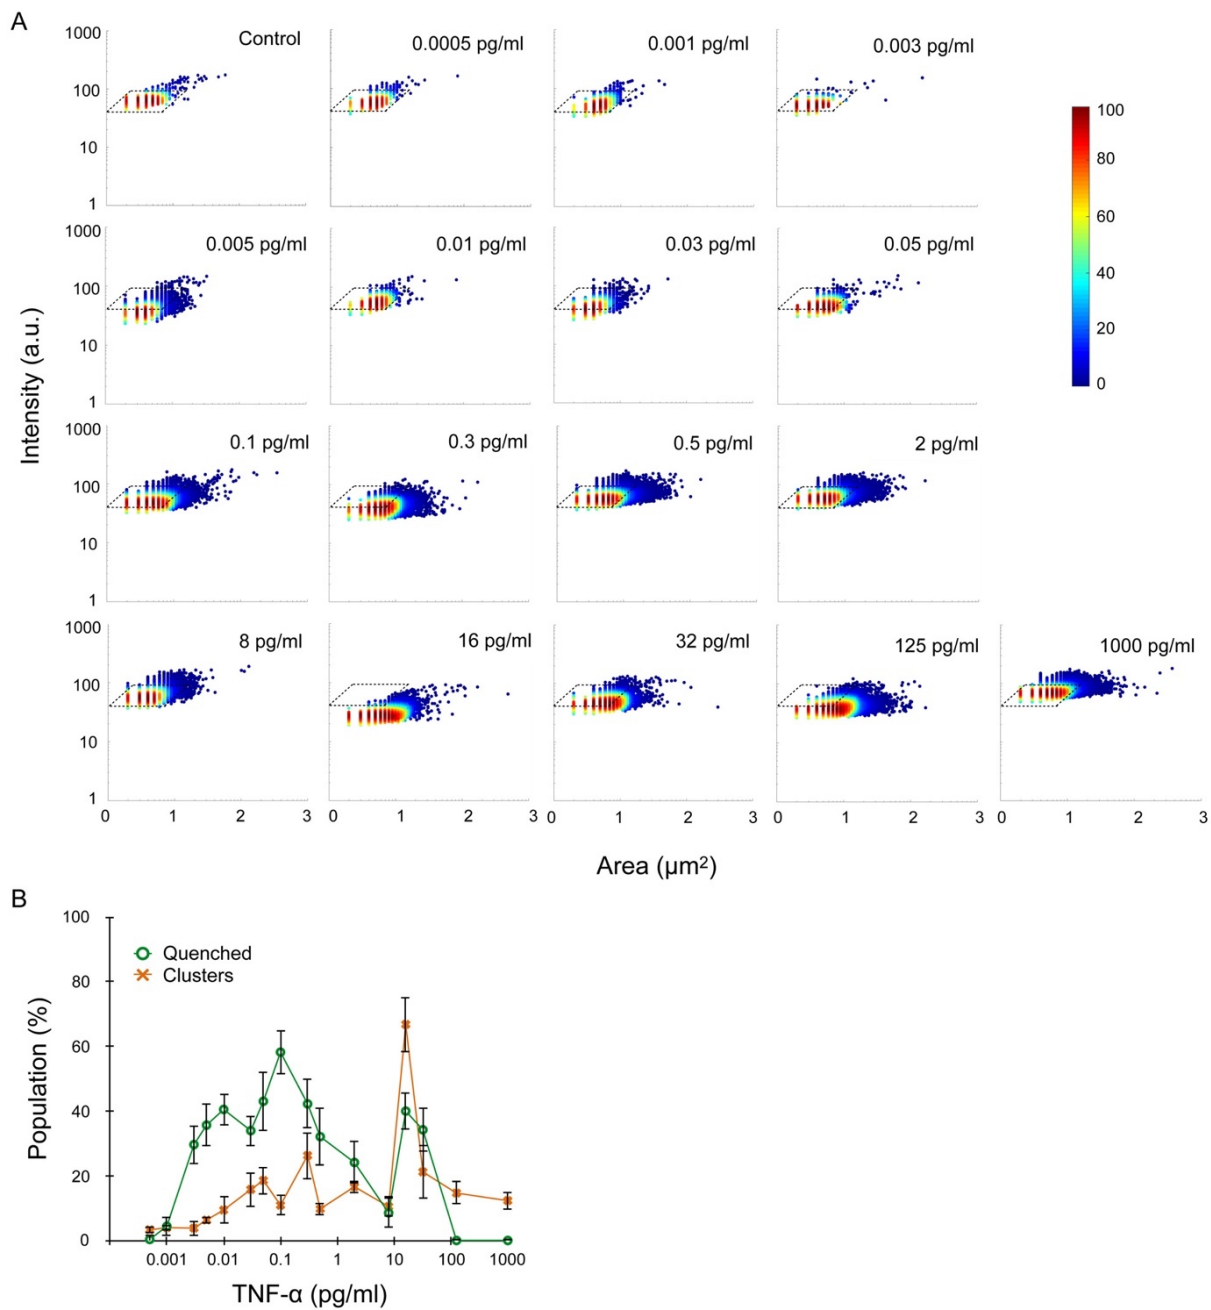 A
Control
0.0005 pg/ml
0.001 pg/ml
0.003 pg/ml
1000
100
10
1
100
80
60
40
20
0
0.005 pg/ml
0.01 pg/ml
0.03 pg/ml
0.05 pg/ml
1000
100
10
1
Intensity (a.u.)
0.1 pg/ml
0.3 pg/ml
0.5 pg/ml
2 pg/ml
1000
100
10
1
8 pg/ml
16 pg/ml
32 pg/ml
125 pg/ml
1000 pg/ml
1000
100
10
1
0 1 2 3 0 1 2 3 0 1 2 3 0 1 2 3 0 1 2 3
Area (µm²)
B
100
80
60
40
20
0
Population (%)
Quenched
Clusters
0.001 0.01 0.1 1 10 100 1000
TNF-α (pg/ml)